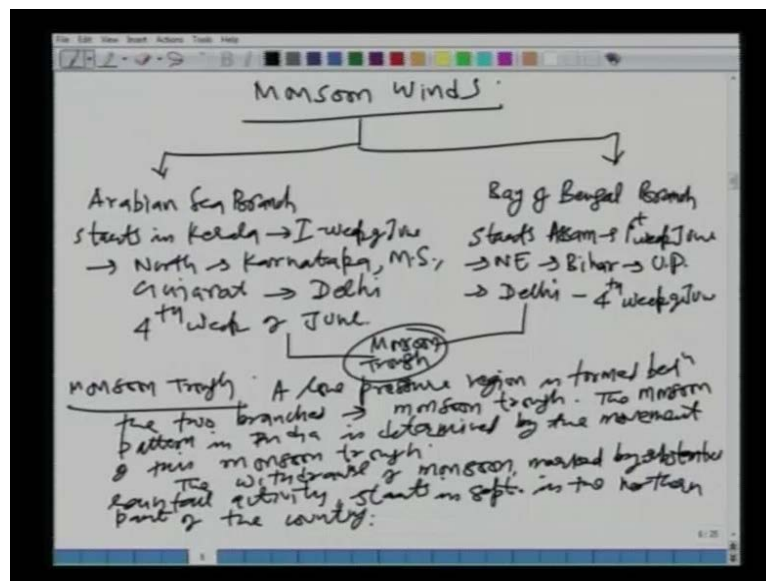 File Edit View Insert Actions Tools Help
Monsoon Winds.
Arabian Sea Branch
starts in Kerala → I - week of June
→ North → Karnataka, M.S.,
Gujarat → Delhi
4th week of June.
Bay of Bengal Branch
starts Assam → 1st week June
→ NE → Bihar → U.P.
→ Delhi - 4th week of June
Monsoon
Trough
Monsoon Trough : A low pressure region is formed betn
the two branches → monsoon trough. The monsoon
pattern in India is determined by the movement
of this monsoon trough.
The withdrawal of monsoon, marked by
rainfall activity, starts in Sept. in the northern
part of the country.